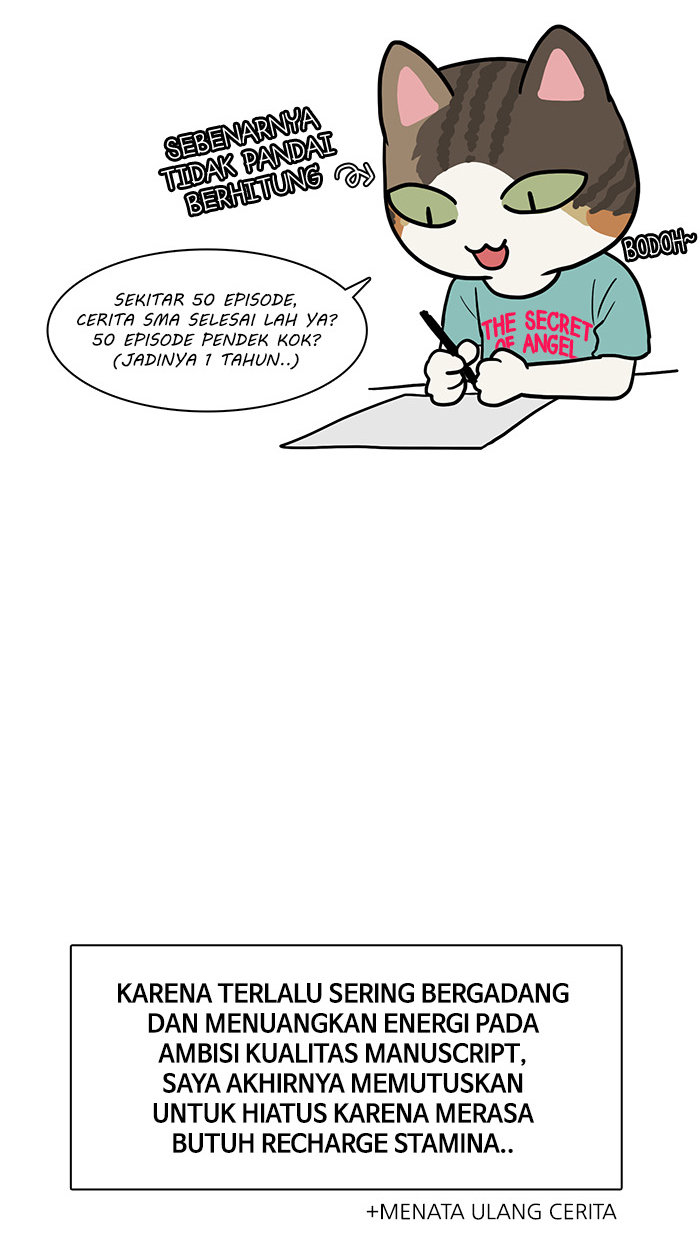 SEBENARNYA
TIDAK PANDAI
BERHITUNG
BODOH~
SEKITAR 50 EPISODE,
CERITA SMA SELESAI LAH YA?
50 EPISODE PENDEK KOK?
(JADINYA 1 TAHUN..)
THE SECRET
OF ANGEL
KARENA TERLALU SERING BERGADANG
DAN MENUANGKAN ENERGI PADA
AMBISI KUALITAS MANUSCRIPT,
SAYA AKHIRNYA MEMUTUSKAN
UNTUK HIATUS KARENA MERASA
BUTUH RECHARGE STAMINA..
+MENATA ULANG CERITA